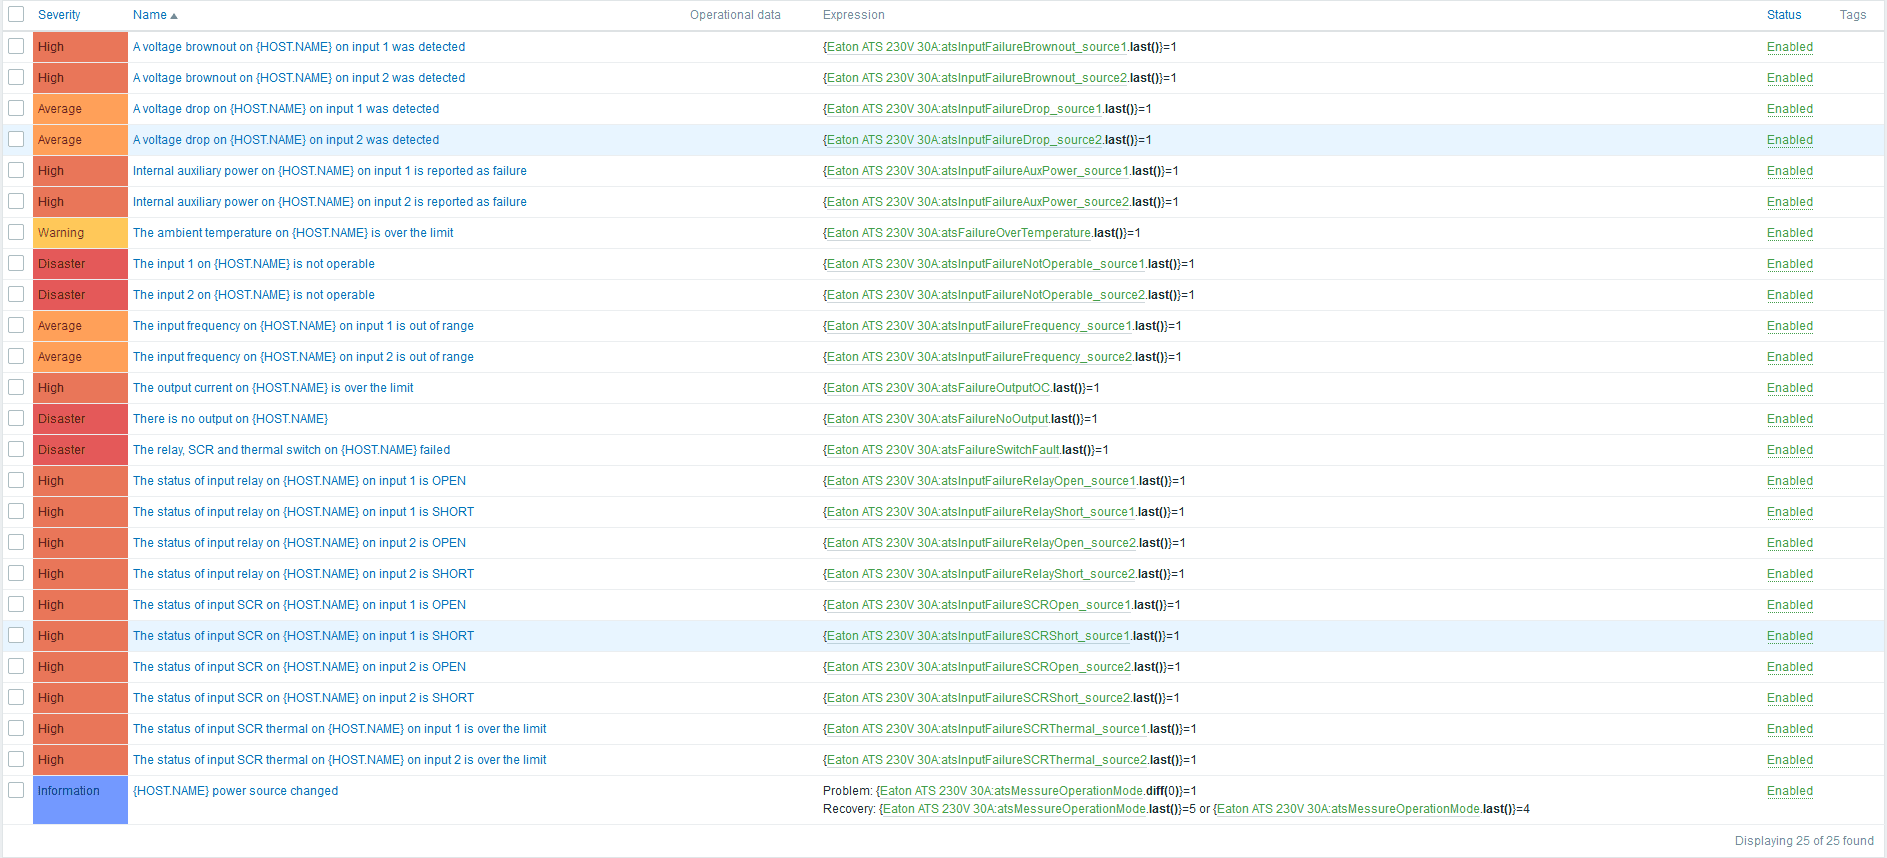 Severity Name ▲ Operational data Expression Status Tags
High A voltage brownout on {HOST.NAME} on input 1 was detected {Eaton ATS 230V 30A:atsInputFailureBrownout_source1.last()}=1 Enabled
High A voltage brownout on {HOST.NAME} on input 2 was detected {Eaton ATS 230V 30A:atsInputFailureBrownout_source2.last()}=1 Enabled
Average A voltage drop on {HOST.NAME} on input 1 was detected {Eaton ATS 230V 30A:atsInputFailureDrop_source1.last()}=1 Enabled
Average A voltage drop on {HOST.NAME} on input 2 was detected {Eaton ATS 230V 30A:atsInputFailureDrop_source2.last()}=1 Enabled
High Internal auxiliary power on {HOST.NAME} on input 1 is reported as failure {Eaton ATS 230V 30A:atsInputFailureAuxPower_source1.last()}=1 Enabled
High Internal auxiliary power on {HOST.NAME} on input 2 is reported as failure {Eaton ATS 230V 30A:atsInputFailureAuxPower_source2.last()}=1 Enabled
Warning The ambient temperature on {HOST.NAME} is over the limit {Eaton ATS 230V 30A:atsFailureOverTemperature.last()}=1 Enabled
Disaster The input 1 on {HOST.NAME} is not operable {Eaton ATS 230V 30A:atsInputFailureNotOperable_source1.last()}=1 Enabled
Disaster The input 2 on {HOST.NAME} is not operable {Eaton ATS 230V 30A:atsInputFailureNotOperable_source2.last()}=1 Enabled
Average The input frequency on {HOST.NAME} on input 1 is out of range {Eaton ATS 230V 30A:atsInputFailureFrequency_source1.last()}=1 Enabled
Average The input frequency on {HOST.NAME} on input 2 is out of range {Eaton ATS 230V 30A:atsInputFailureFrequency_source2.last()}=1 Enabled
High The output current on {HOST.NAME} is over the limit {Eaton ATS 230V 30A:atsFailureOutputOC.last()}=1 Enabled
Disaster There is no output on {HOST.NAME} {Eaton ATS 230V 30A:atsFailureNoOutput.last()}=1 Enabled
Disaster The relay, SCR and thermal switch on {HOST.NAME} failed {Eaton ATS 230V 30A:atsFailureSwitchFault.last()}=1 Enabled
High The status of input relay on {HOST.NAME} on input 1 is OPEN {Eaton ATS 230V 30A:atsInputFailureRelayOpen_source1.last()}=1 Enabled
High The status of input relay on {HOST.NAME} on input 1 is SHORT {Eaton ATS 230V 30A:atsInputFailureRelayShort_source1.last()}=1 Enabled
High The status of input relay on {HOST.NAME} on input 2 is OPEN {Eaton ATS 230V 30A:atsInputFailureRelayOpen_source2.last()}=1 Enabled
High The status of input relay on {HOST.NAME} on input 2 is SHORT {Eaton ATS 230V 30A:atsInputFailureRelayShort_source2.last()}=1 Enabled
High The status of input SCR on {HOST.NAME} on input 1 is OPEN {Eaton ATS 230V 30A:atsInputFailureSCROpen_source1.last()}=1 Enabled
High The status of input SCR on {HOST.NAME} on input 1 is SHORT {Eaton ATS 230V 30A:atsInputFailureSCRShort_source1.last()}=1 Enabled
High The status of input SCR on {HOST.NAME} on input 2 is OPEN {Eaton ATS 230V 30A:atsInputFailureSCROpen_source2.last()}=1 Enabled
High The status of input SCR on {HOST.NAME} on input 2 is SHORT {Eaton ATS 230V 30A:atsInputFailureSCRShort_source2.last()}=1 Enabled
High The status of input SCR thermal on {HOST.NAME} on input 1 is over the limit {Eaton ATS 230V 30A:atsInputFailureSCRThermal_source1.last()}=1 Enabled
High The status of input SCR thermal on {HOST.NAME} on input 2 is over the limit {Eaton ATS 230V 30A:atsInputFailureSCRThermal_source2.last()}=1 Enabled
Information {HOST.NAME} power source changed Problem: {Eaton ATS 230V 30A:atsMessureOperationMode.diff(0)}=1 Enabled
Recovery: {Eaton ATS 230V 30A:atsMessureOperationMode.last()}=5 or {Eaton ATS 230V 30A:atsMessureOperationMode.last()}=4
Displaying 25 of 25 found